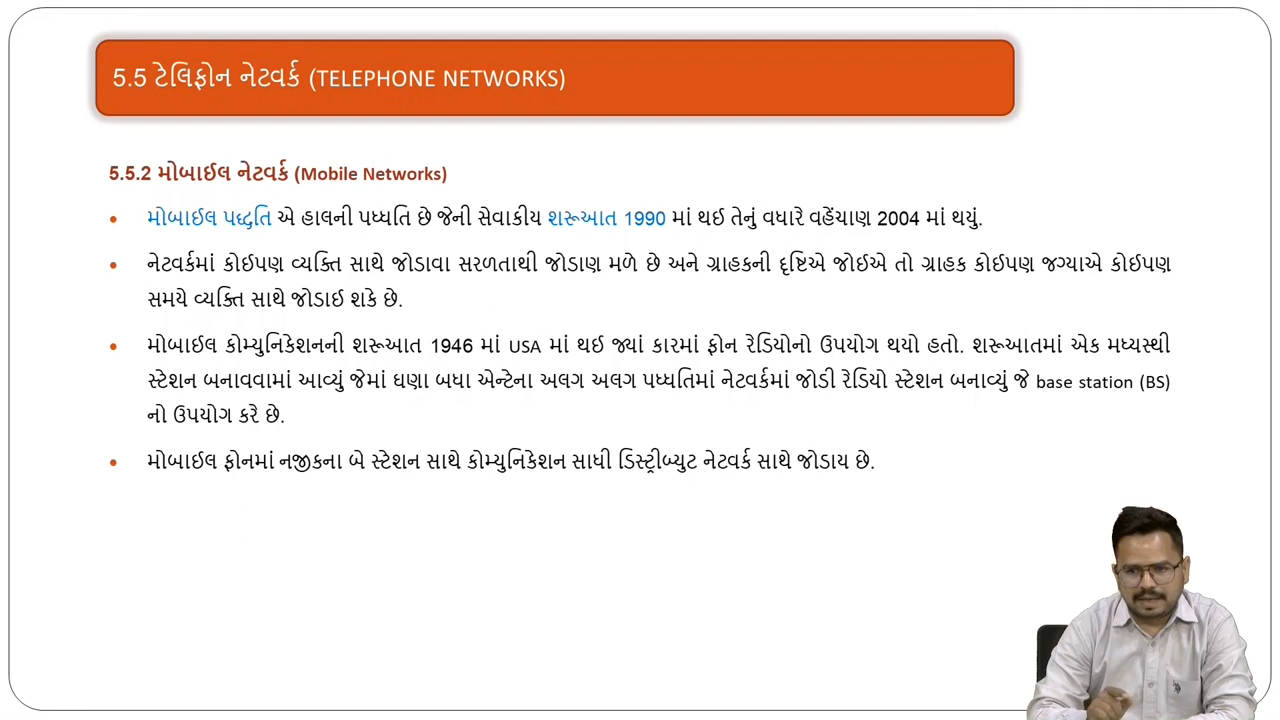 5.5 ટેલિફોન નેટવર્ક (TELEPHONE NETWORKS)
5.5.2 મોબાઈલ નેટવર્ક (Mobile Networks)
• મોબાઈલ પદ્ધતિ એ હાલની પધ્ધતિ છે જેની સેવાકીય શરૂઆત 1990 માં થઈ તેનું વધારે વહેંચાણ 2004 માં થયું.
• નેટવર્કમાં કોઈપણ વ્યક્તિ સાથે જોડાવા સરળતાથી જોડાણ મળે છે અને ગ્રાહકની દૃષ્ટિએ જોઈએ તો ગ્રાહક કોઈપણ જગ્યાએ કોઈપણ
સમયે વ્યક્તિ સાથે જોડાઈ શકે છે.
• મોબાઈલ કોમ્યુનિકેશનની શરૂઆત 1946 માં USA માં થઈ જ્યાં કારમાં ફોન રેડિયોનો ઉપયોગ થયો હતો. શરૂઆતમાં એક મધ્યસ્થી
સ્ટેશન બનાવવામાં આવ્યું જેમાં ઘણા બધા એન્ટેના અલગ અલગ પધ્ધતિમાં નેટવર્કમાં જોડી રેડિયો સ્ટેશન બનાવ્યું જે base station (BS)
નો ઉપયોગ કરે છે.
• મોબાઈલ ફોનમાં નજીકના બે સ્ટેશન સાથે કોમ્યુનિકેશન સાધી ડિસ્ટ્રીબ્યુટ નેટવર્ક સાથે જોડાય છે.